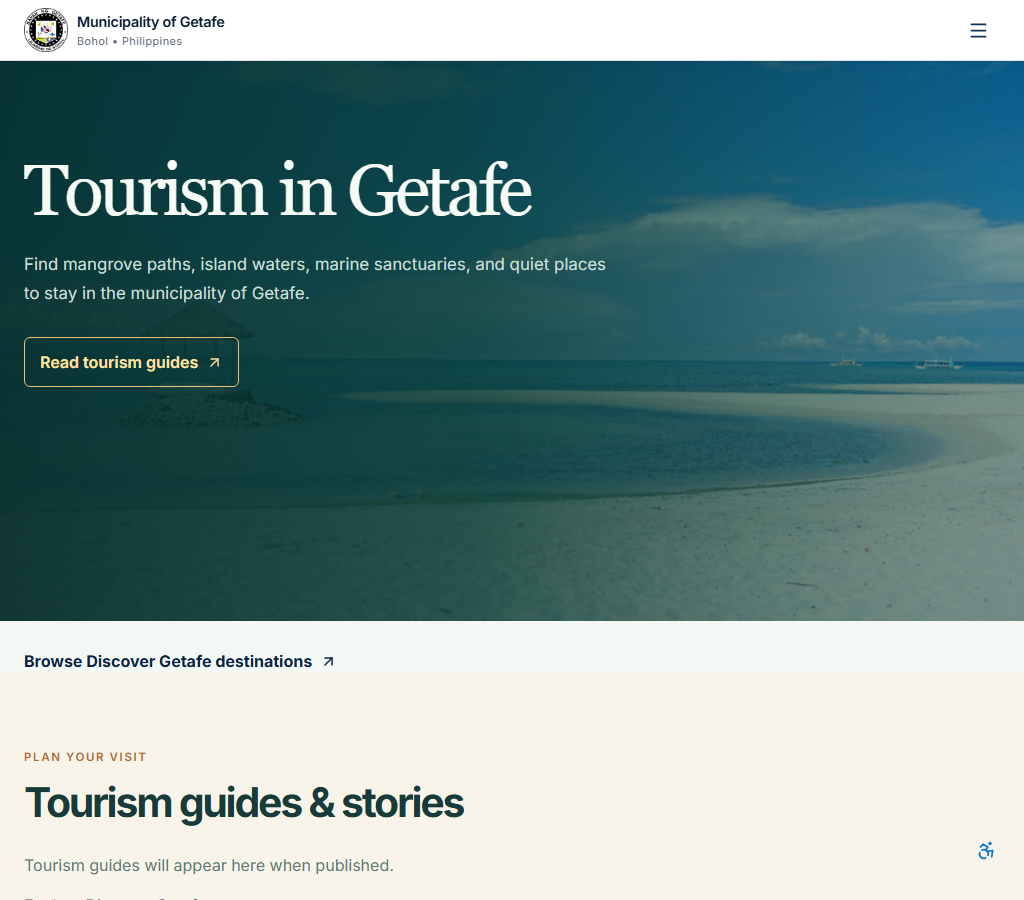 Municipality of Getafe
Bohol • Philippines
Tourism in Getafe
Find mangrove paths, island waters, marine sanctuaries, and quiet places
to stay in the municipality of Getafe.
Read tourism guides
Browse Discover Getafe destinations
PLAN YOUR VISIT
Tourism guides & stories
Tourism guides will appear here when published.